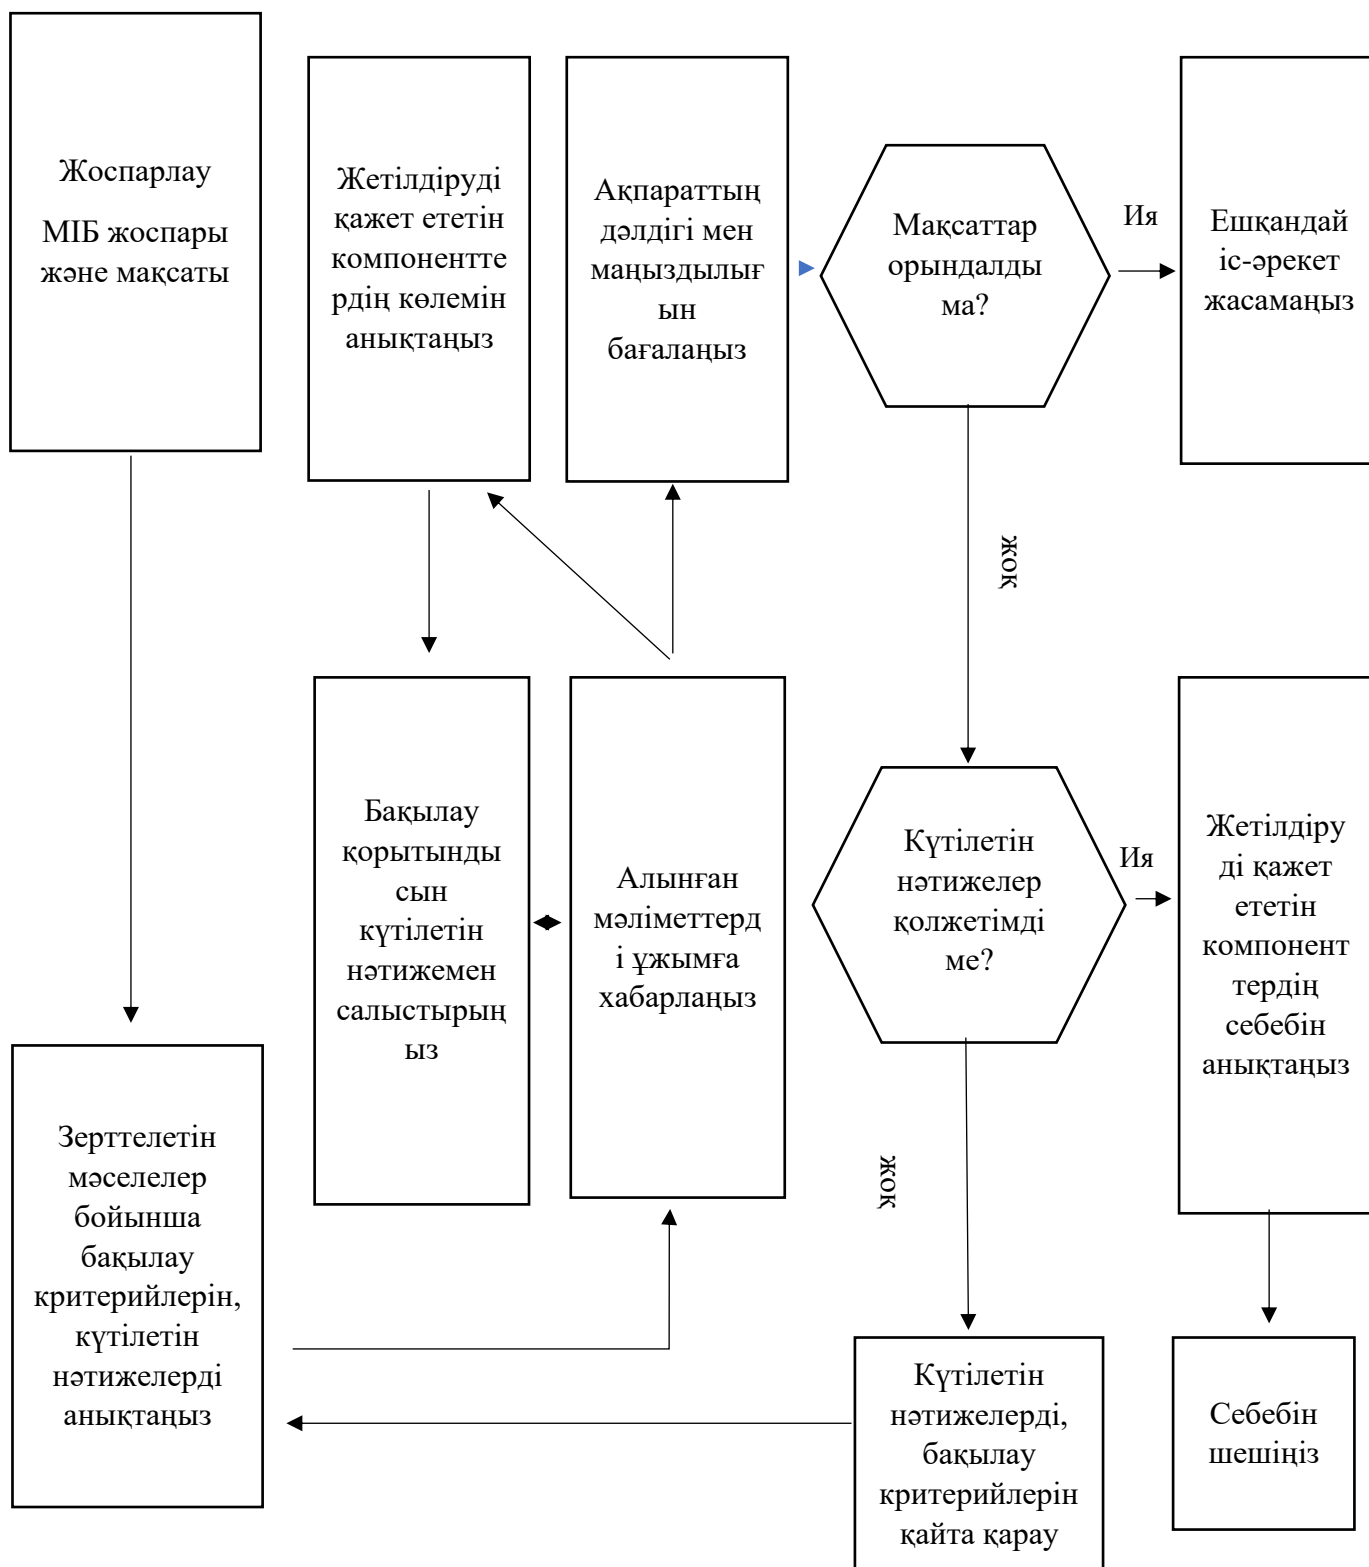 Жоспарлау
МІБ жоспары
және мақсаты
Жетілдіруді
қажет ететін
компонентте
рдің көлемін
анықтаңыз
Ақпараттың
дәлдігі мен
маңыздылығ
ын
бағалаңыз
Мақсаттар
орындалды
ма?
Ия
Ешқандай
іс-әрекет
жасамаңыз
жоқ
Бақылау
қорытынды
сын
күтілетін
нәтижемен
салыстырың
ыз
Алынған
мәліметтерд
і ұжымға
хабарлаңыз
Күтілетін
нәтижелер
қолжетімді
ме?
Ия
Жетілдіру
ді қажет
ететін
компонент
тердің
себебін
анықтаңыз
жоқ
Зерттелетін
мәселелер
бойынша
бақылау
критерийлерін,
күтілетін
нәтижелерді
анықтаңыз
Күтілетін
нәтижелерді,
бақылау
критерийлерін
қайта қарау
Себебін
шешіңіз